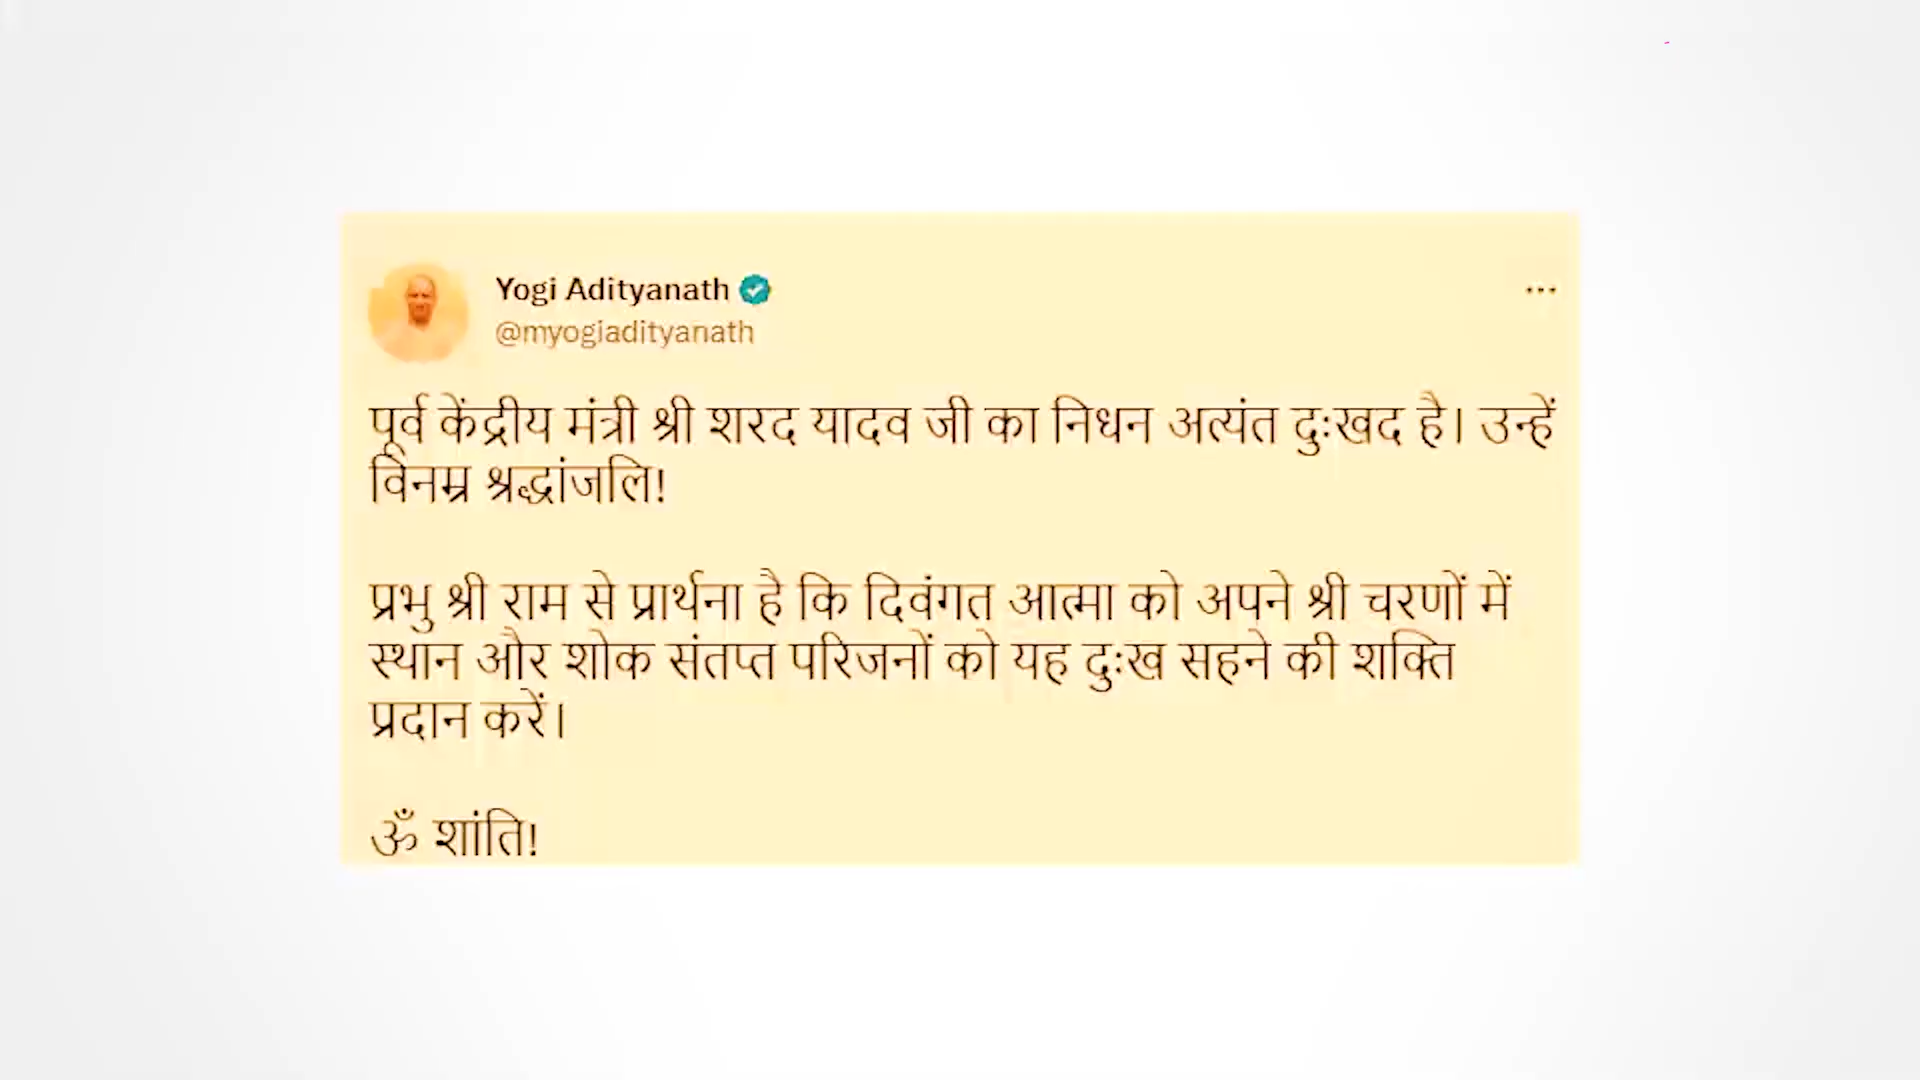 Yogi Adityanath
@myogiadityanath
पूर्व केंद्रीय मंत्री श्री शरद यादव जी का निधन अत्यंत दुःखद है। उन्हें
विनम्र श्रद्धांजलि!
प्रभु श्री राम से प्रार्थना है कि दिवंगत आत्मा को अपने श्री चरणों में
स्थान और शोक संतप्त परिजनों को यह दुःख सहने की शक्ति
प्रदान करें।
ॐ शांति!